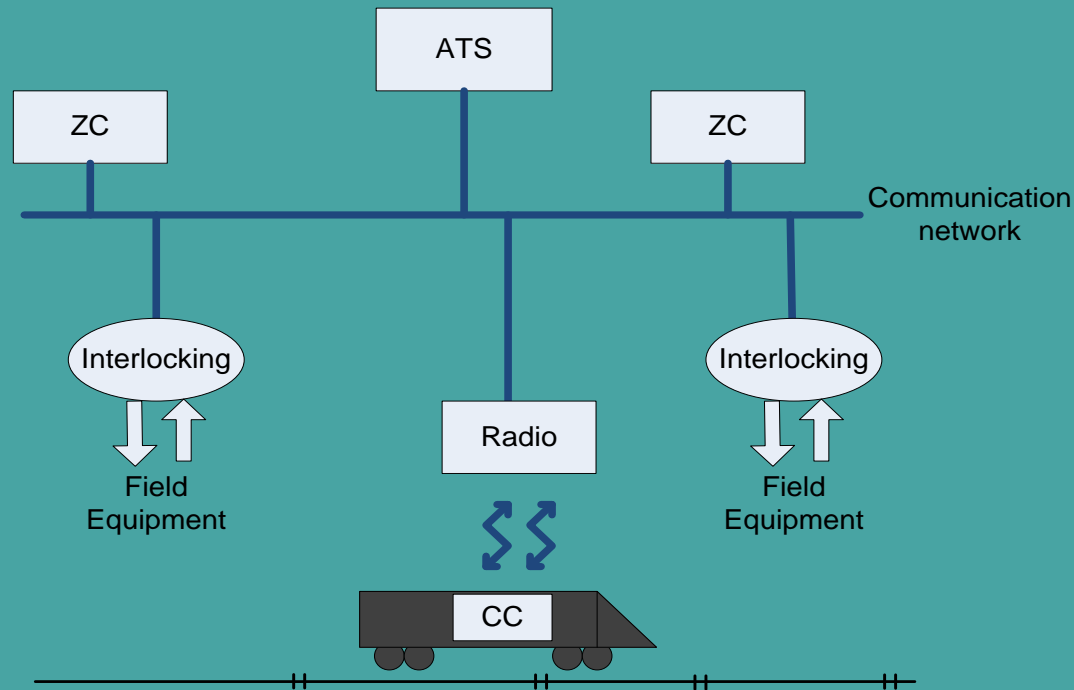 ATS
ZC
ZC
Communication
network
Interlocking
Interlocking
Radio
Field
Equipment
Field
Equipment
CC